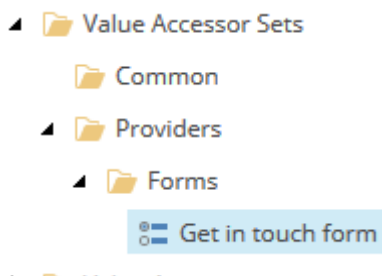 Value Accessor Sets
Common
Providers
Forms
Get in touch form